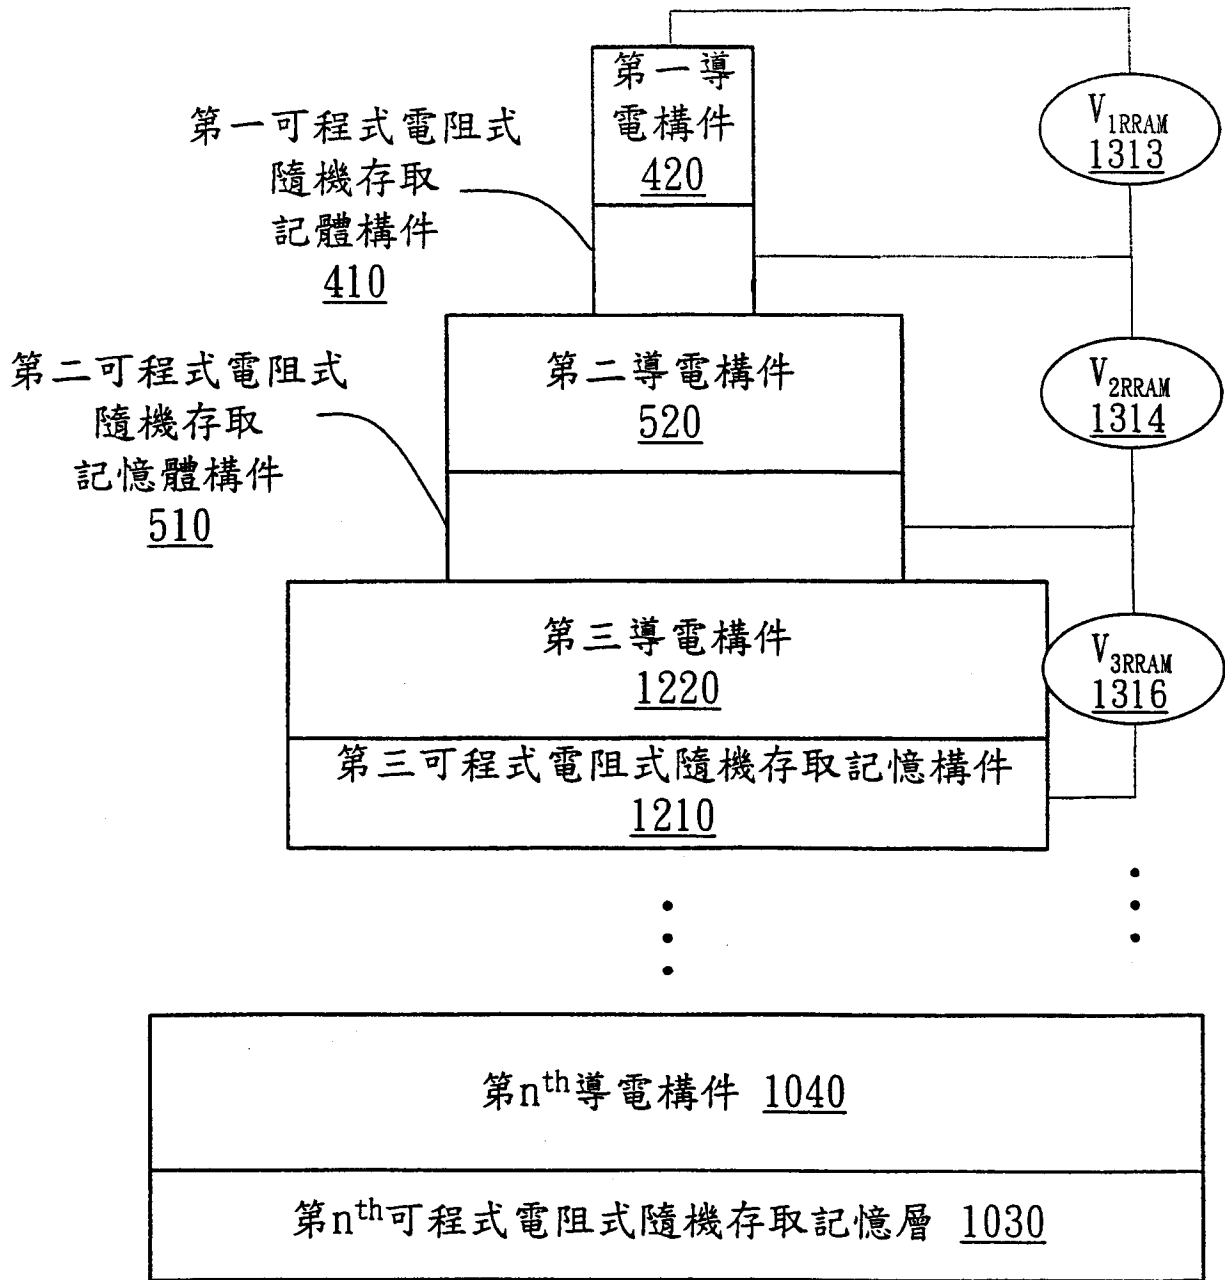 第一導
電構件
420
第一可程式電阻式
隨機存取
記體構件
410
V1RRAM
1313
第二導電構件
520
第二可程式電阻式
隨機存取
記憶體構件
510
V2RRAM
1314
第三導電構件
1220
V3RRAM
1316
第三可程式電阻式隨機存取記憶構件
1210
第nth導電構件 1040
第nth可程式電阻式隨機存取記憶層 1030